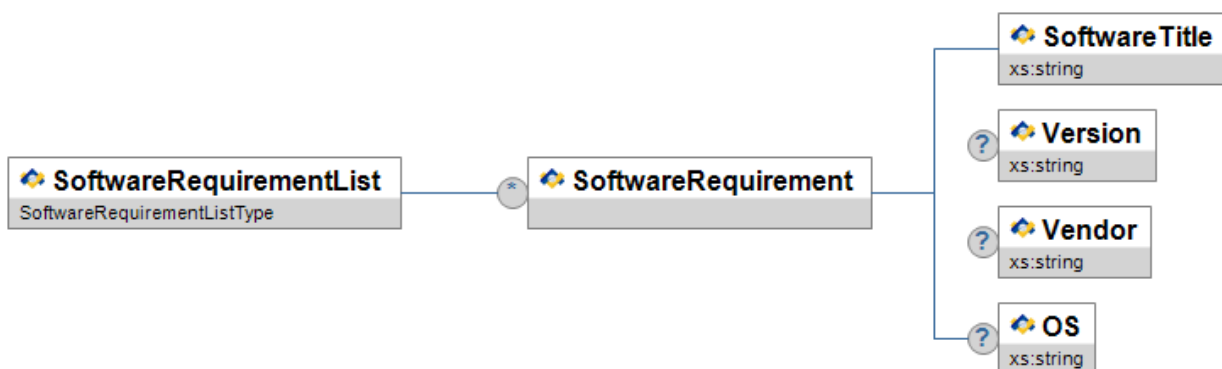 SoftwareRequirementList
SoftwareRequirementListType
*
SoftwareRequirement
SoftwareTitle
xs:string
?
Version
xs:string
?
Vendor
xs:string
?
OS
xs:string